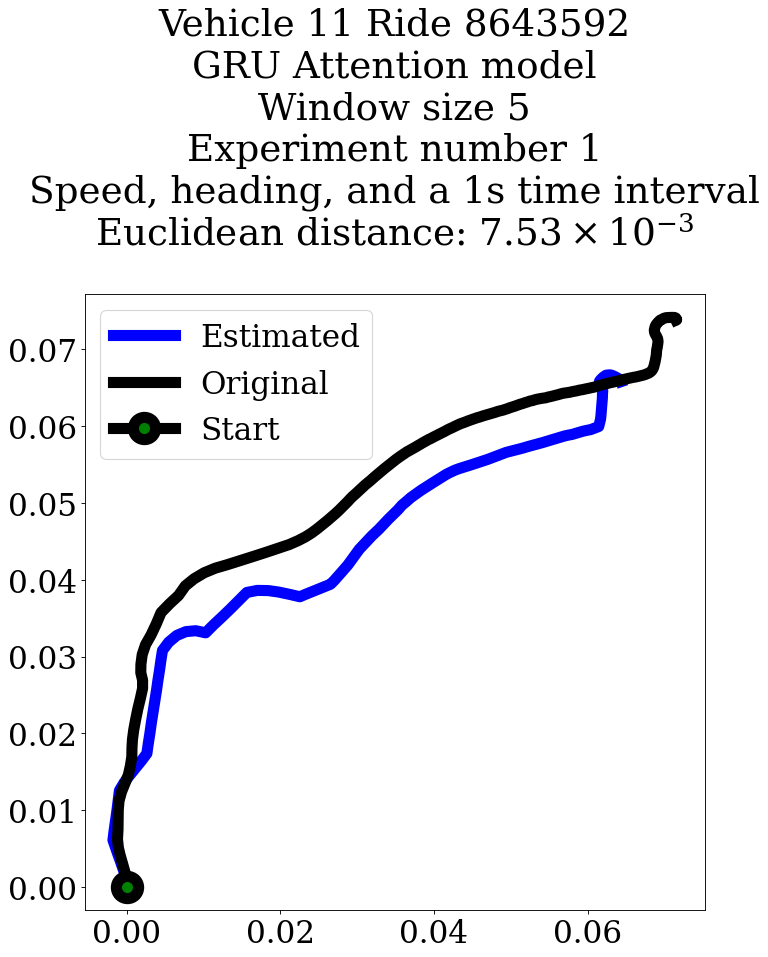 Vehicle 11 Ride 8643592
GRU Attention model
Window size 5
Experiment number 1
Speed, heading, and a 1s time interval
Euclidean distance: 7.53 × 10⁻³
Estimated
Original
Start
0.07
0.06
0.05
0.04
0.03
0.02
0.01
0.00
0.00 0.02 0.04 0.06